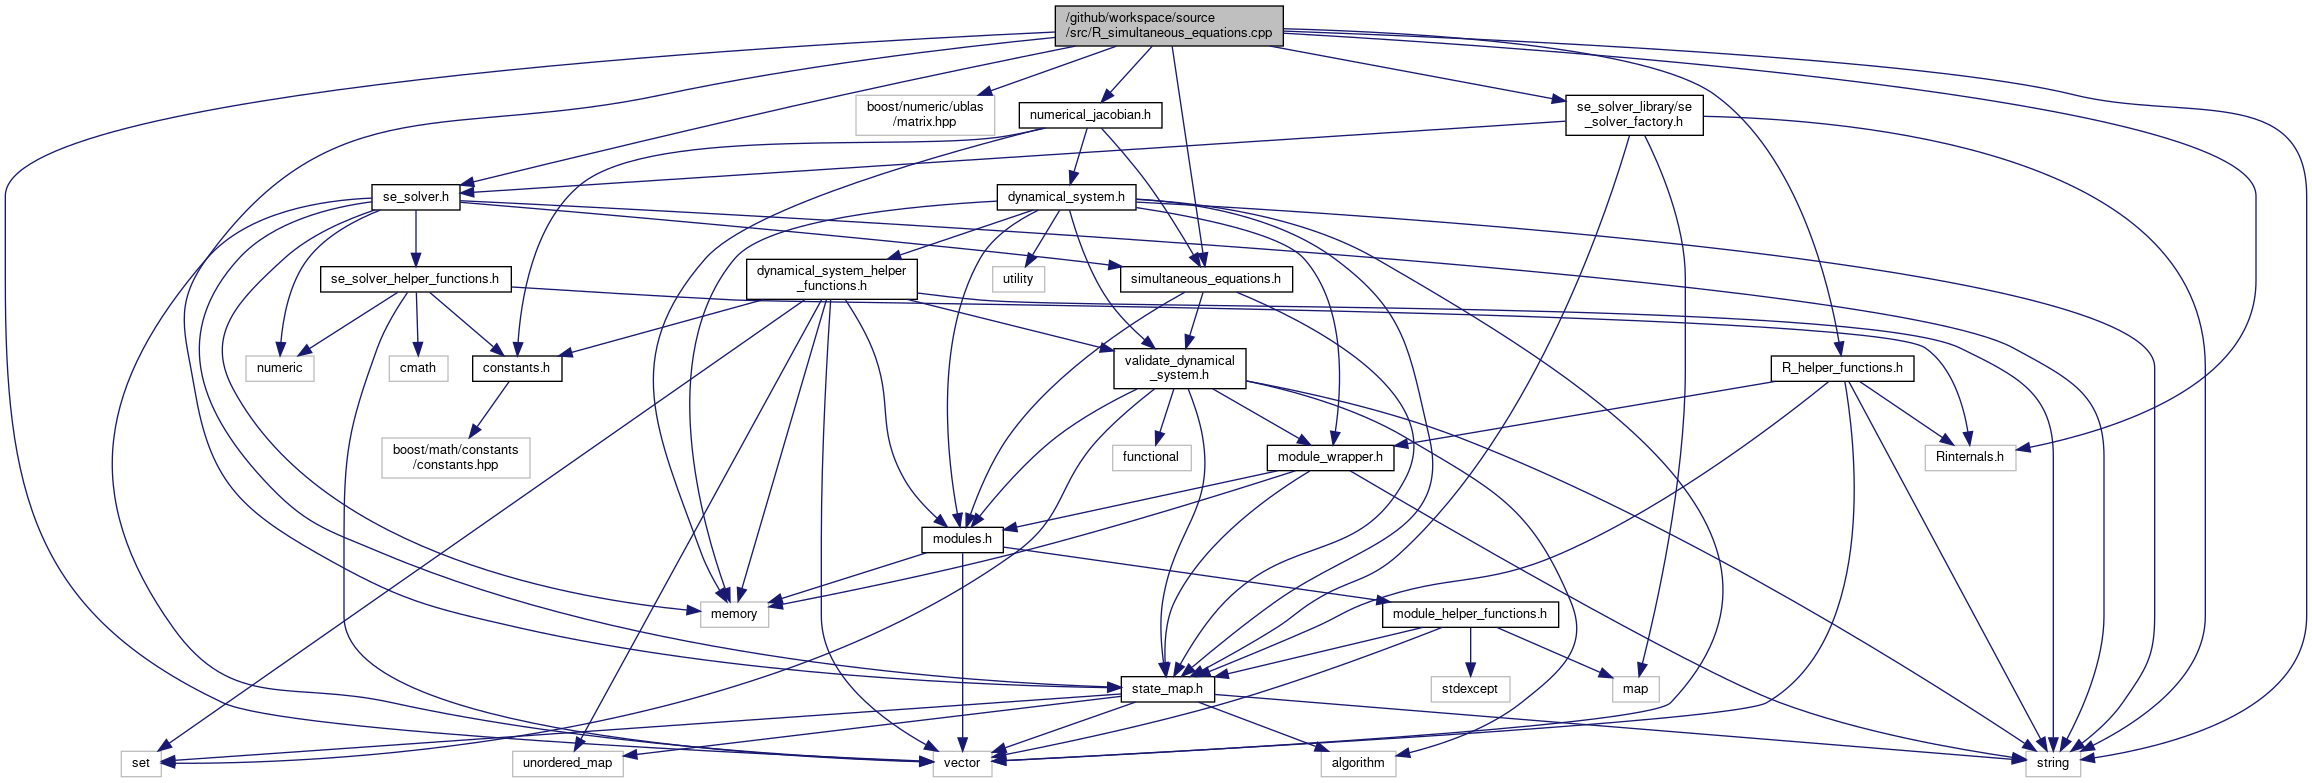 /github/workspace/source
/src/R_simultaneous_equations.cpp
boost/numeric/ublas
/matrix.hpp
numerical_jacobian.h
se_solver_library/se
_solver_factory.h
se_solver.h
dynamical_system.h
se_solver_helper_functions.h
dynamical_system_helper
_functions.h
utility
simultaneous_equations.h
numeric
cmath
constants.h
validate_dynamical
_system.h
R_helper_functions.h
boost/math/constants
/constants.hpp
functional
module_wrapper.h
Rinternals.h
modules.h
memory
module_helper_functions.h
state_map.h
stdexcept
map
set
unordered_map
vector
algorithm
string